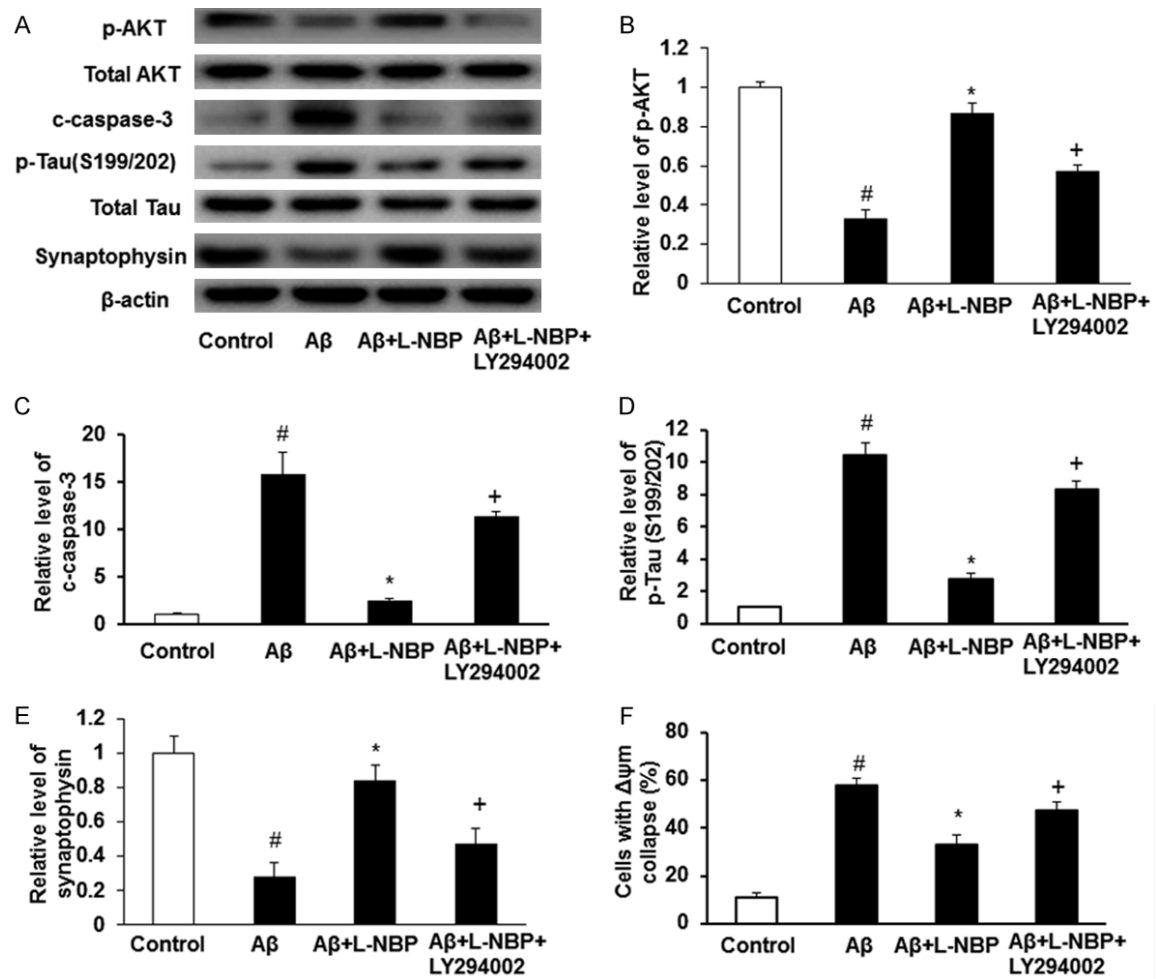 A
p-AKT
Total AKT
c-caspase-3
p-Tau(S199/202)
Total Tau
Synaptophysin
β-actin
Control Aβ Aβ+L-NBP Aβ+L-NBP+
LY294002
B
Relative level of p-AKT
1.2
1
0.8
0.6
0.4
0.2
0
#
*
+
Control Aβ Aβ+L-NBP Aβ+L-NBP+
LY294002
C
Relative level of
c-caspase-3
20
15
10
5
0
#
*
+
Control Aβ Aβ+L-NBP Aβ+L-NBP+
LY294002
D
Relative level of
p-Tau (S199/202)
12
10
8
6
4
2
0
#
*
+
Control Aβ Aβ+L-NBP Aβ+L-NBP+
LY294002
E
Relative level of
synaptophysin
1.2
1
0.8
0.6
0.4
0.2
0
#
*
+
Control Aβ Aβ+L-NBP Aβ+L-NBP+
LY294002
F
Cells with Δψm
collapse (%)
80
60
40
20
0
#
*
+
Control Aβ Aβ+L-NBP Aβ+L-NBP+
LY294002